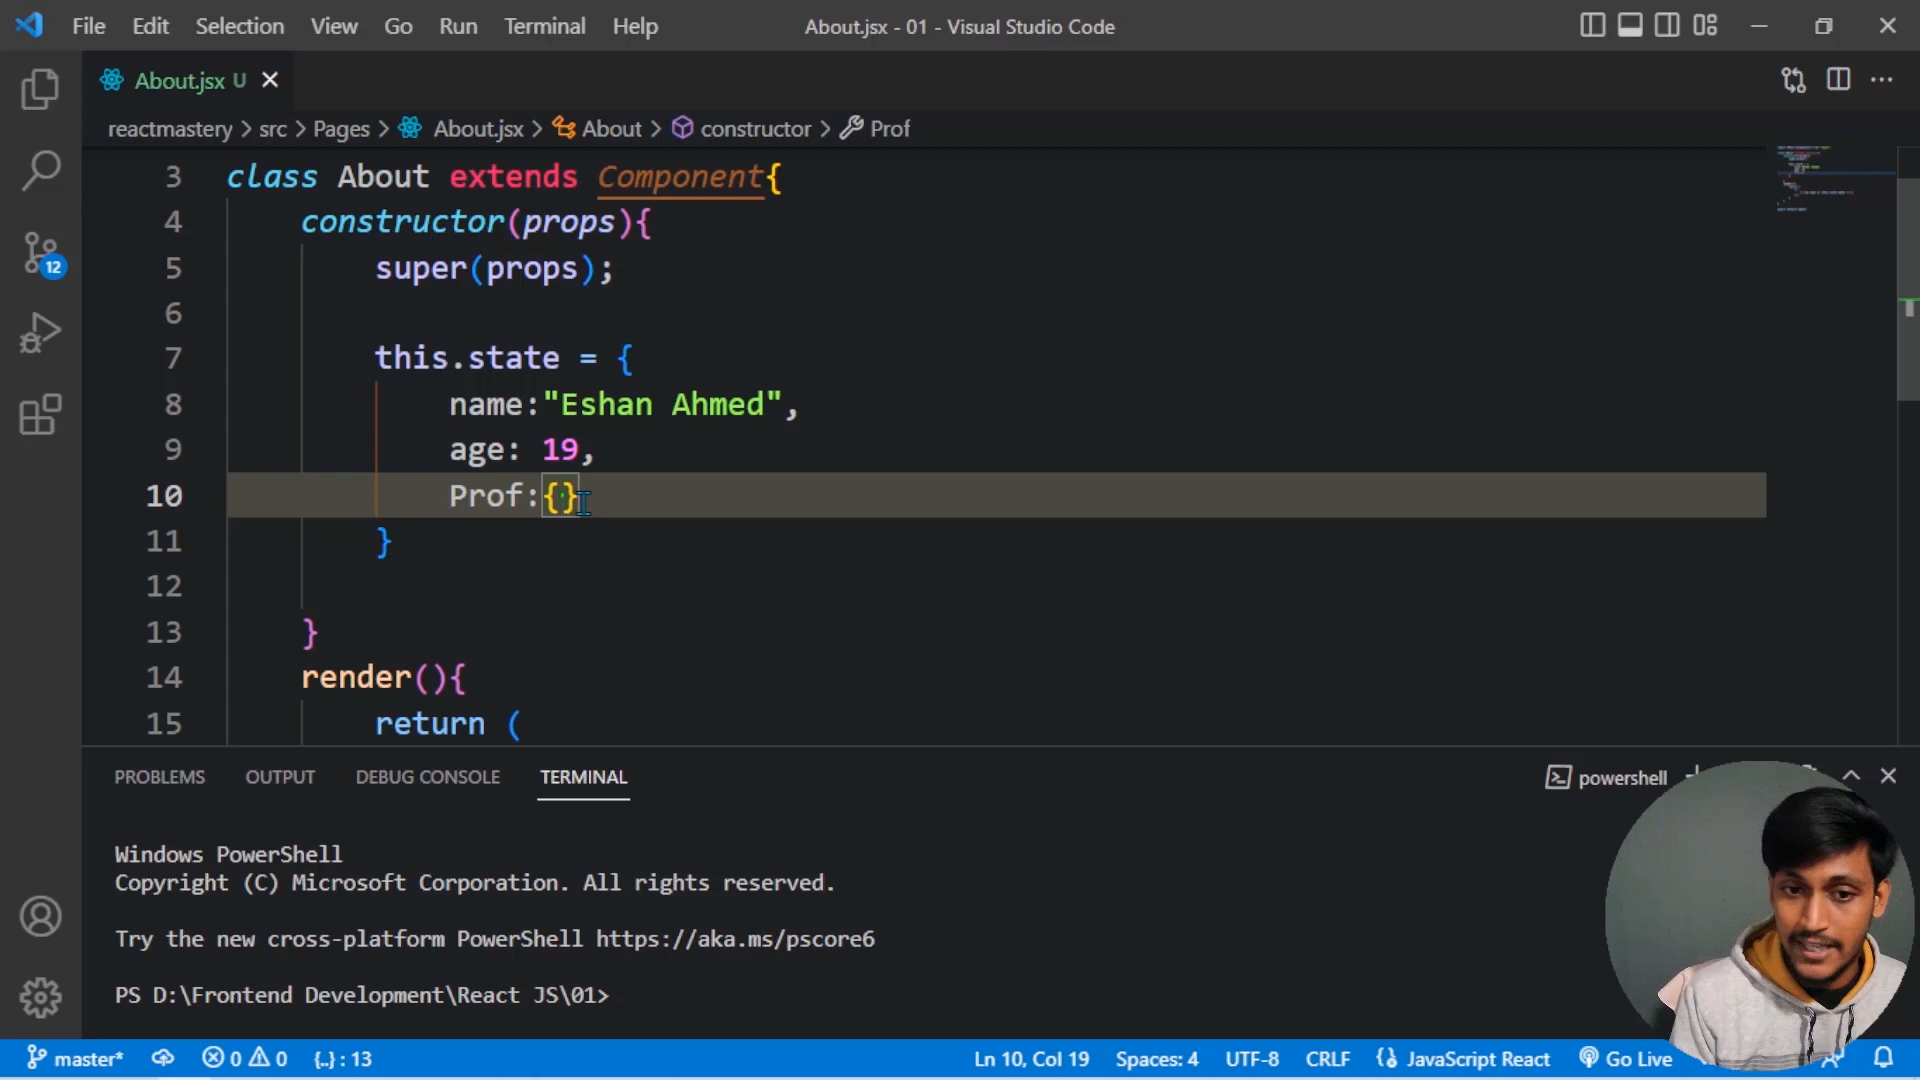 File Edit Selection View Go Run Terminal Help About.jsx - 01 - Visual Studio Code
About.jsx U
reactmastery > src > Pages > About.jsx > About > constructor > Prof
3 class About extends Component{
4 constructor(props){
5 super(props);
6
7 this.state = {
8 name:"Eshan Ahmed",
9 age: 19,
10 Prof:{}
11 }
12
13 }
14 render(){
15 return (
12
PROBLEMS OUTPUT DEBUG CONSOLE TERMINAL powershell
Windows PowerShell
Copyright (C) Microsoft Corporation. All rights reserved.
Try the new cross-platform PowerShell https://aka.ms/pscore6
PS D:\Frontend Development\React JS\01>
master* 0 0 {..} : 13 Ln 10, Col 19 Spaces: 4 UTF-8 CRLF JavaScript React Go Live